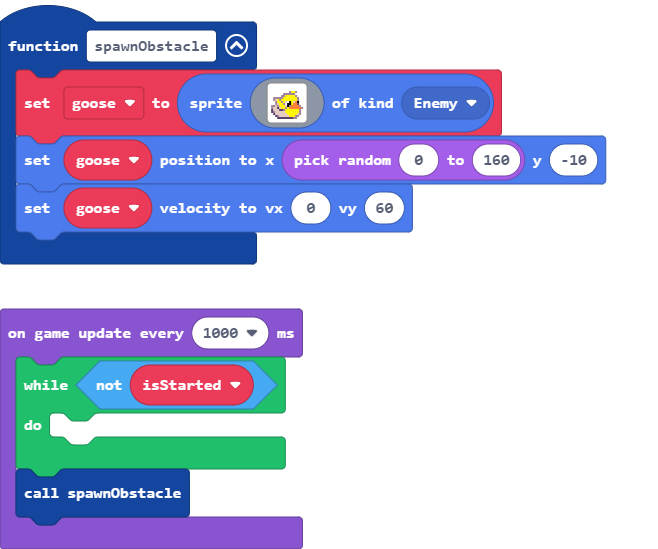 function spawnObstacle
set goose to sprite of kind Enemy
set goose position to x pick random 0 to 160 y -10
set goose velocity to vx 0 vy 60
on game update every 1000 ms
while not isStarted
do
call spawnObstacle